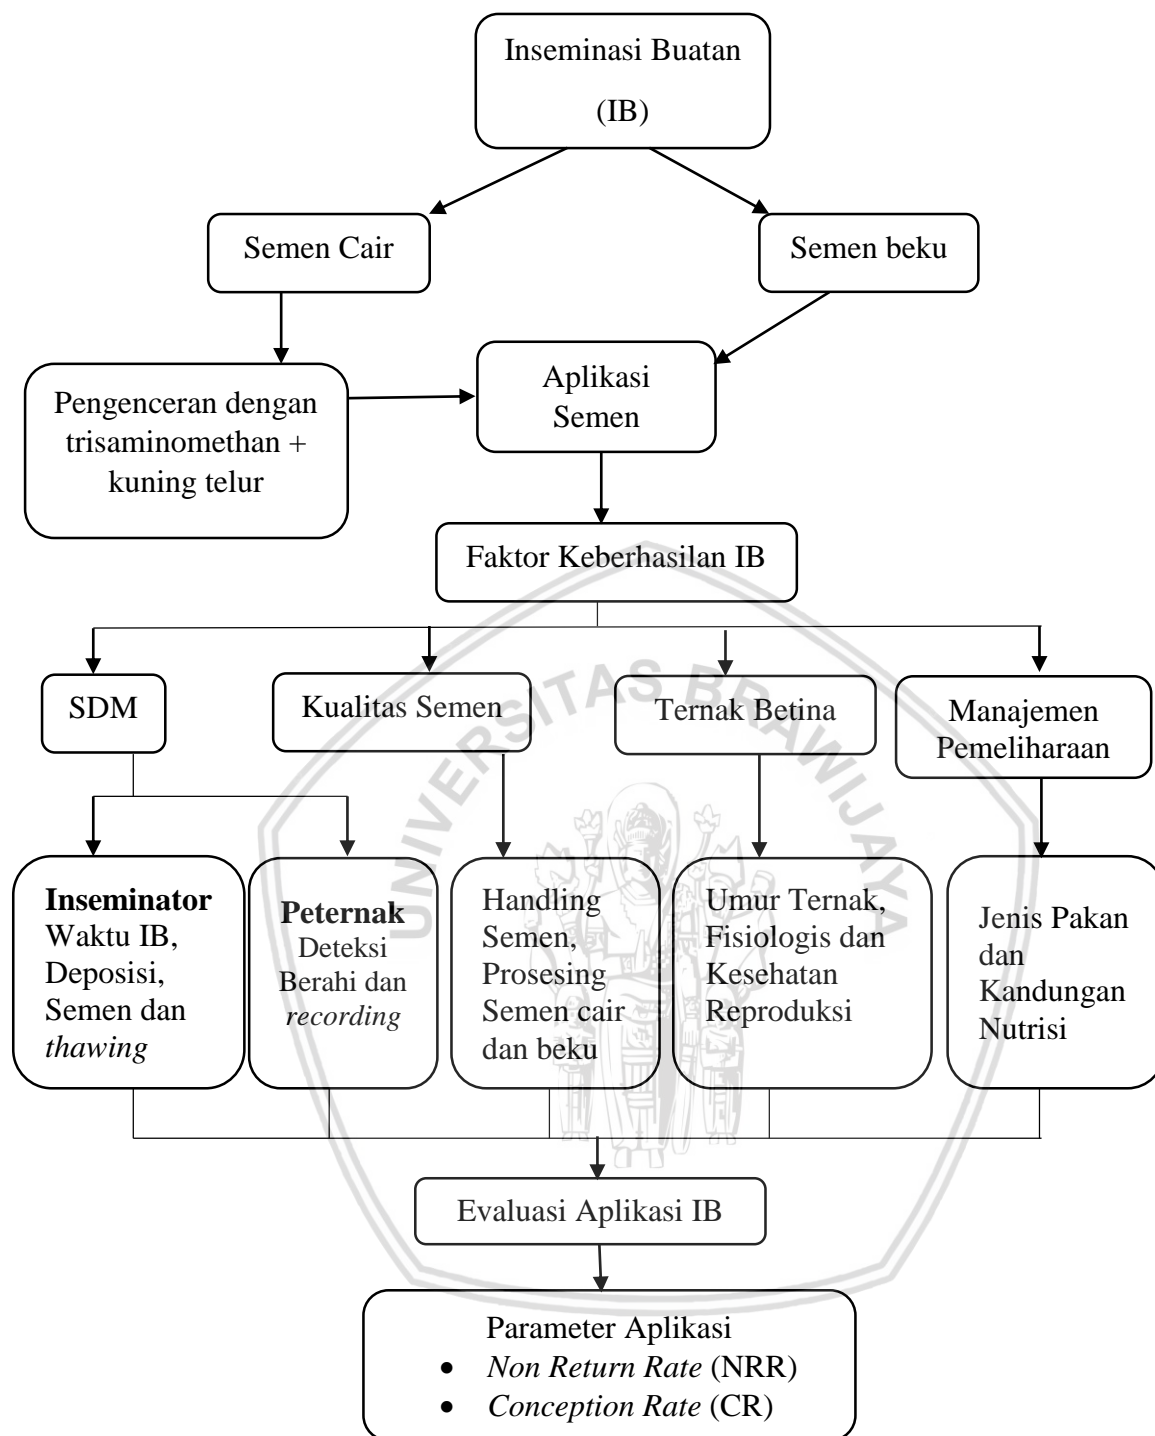 Inseminasi Buatan
(IB)
Semen Cair
Semen beku
Pengenceran dengan
trisaminomethan +
kuning telur
Aplikasi
Semen
Faktor Keberhasilan IB
SDM
Kualitas Semen
Ternak Betina
Manajemen
Pemeliharaan
Inseminator
Waktu IB,
Deposisi,
Semen dan
thawing
Peternak
Deteksi
Berahi dan
recording
Handling
Semen,
Prosesing
Semen cair
dan beku
Umur Ternak,
Fisiologis dan
Kesehatan
Reproduksi
Jenis Pakan
dan
Kandungan
Nutrisi
Evaluasi Aplikasi IB
Parameter Aplikasi
• Non Return Rate (NRR)
• Conception Rate (CR)
UNIVERSITAS BRAWIJAYA